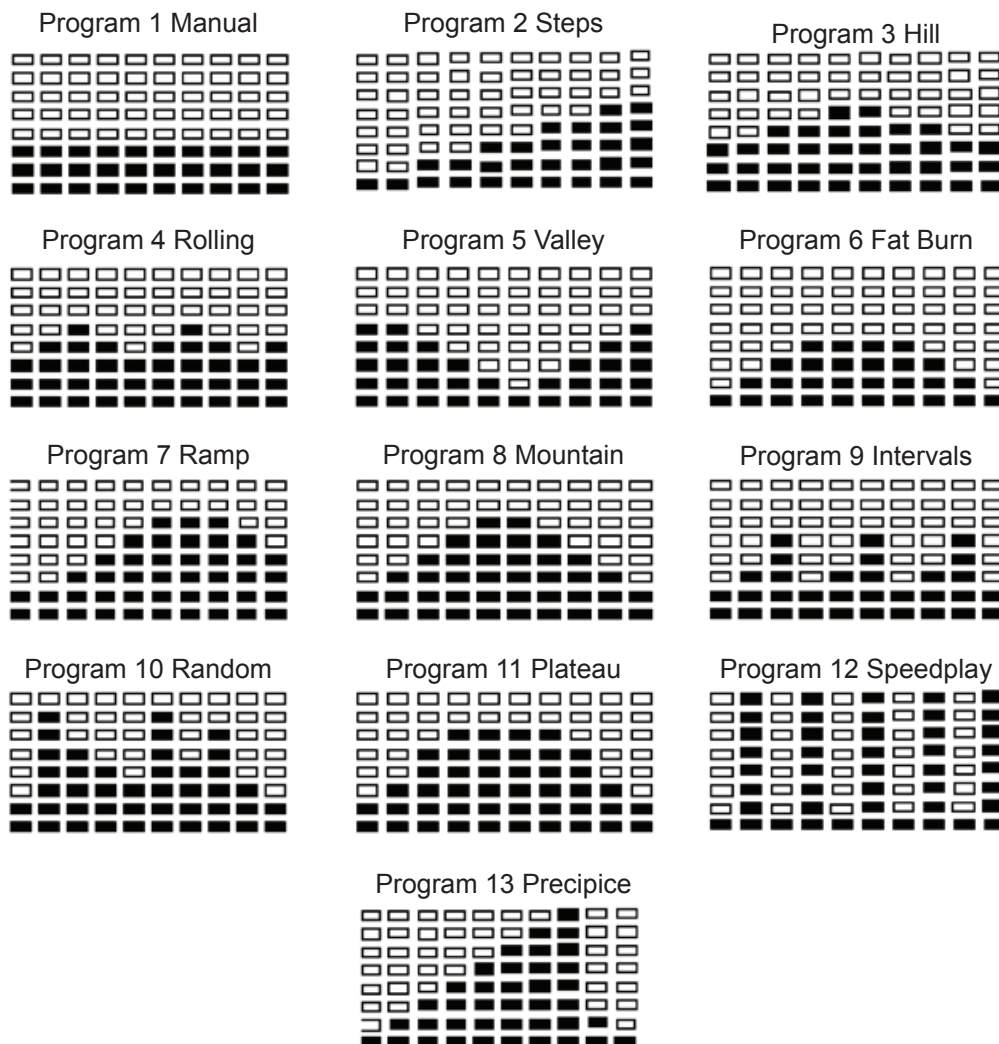 Program 1 Manual
Program 2 Steps
Program 3 Hill
Program 4 Rolling
Program 5 Valley
Program 6 Fat Burn
Program 7 Ramp
Program 8 Mountain
Program 9 Intervals
Program 10 Random
Program 11 Plateau
Program 12 Speedplay
Program 13 Precipice